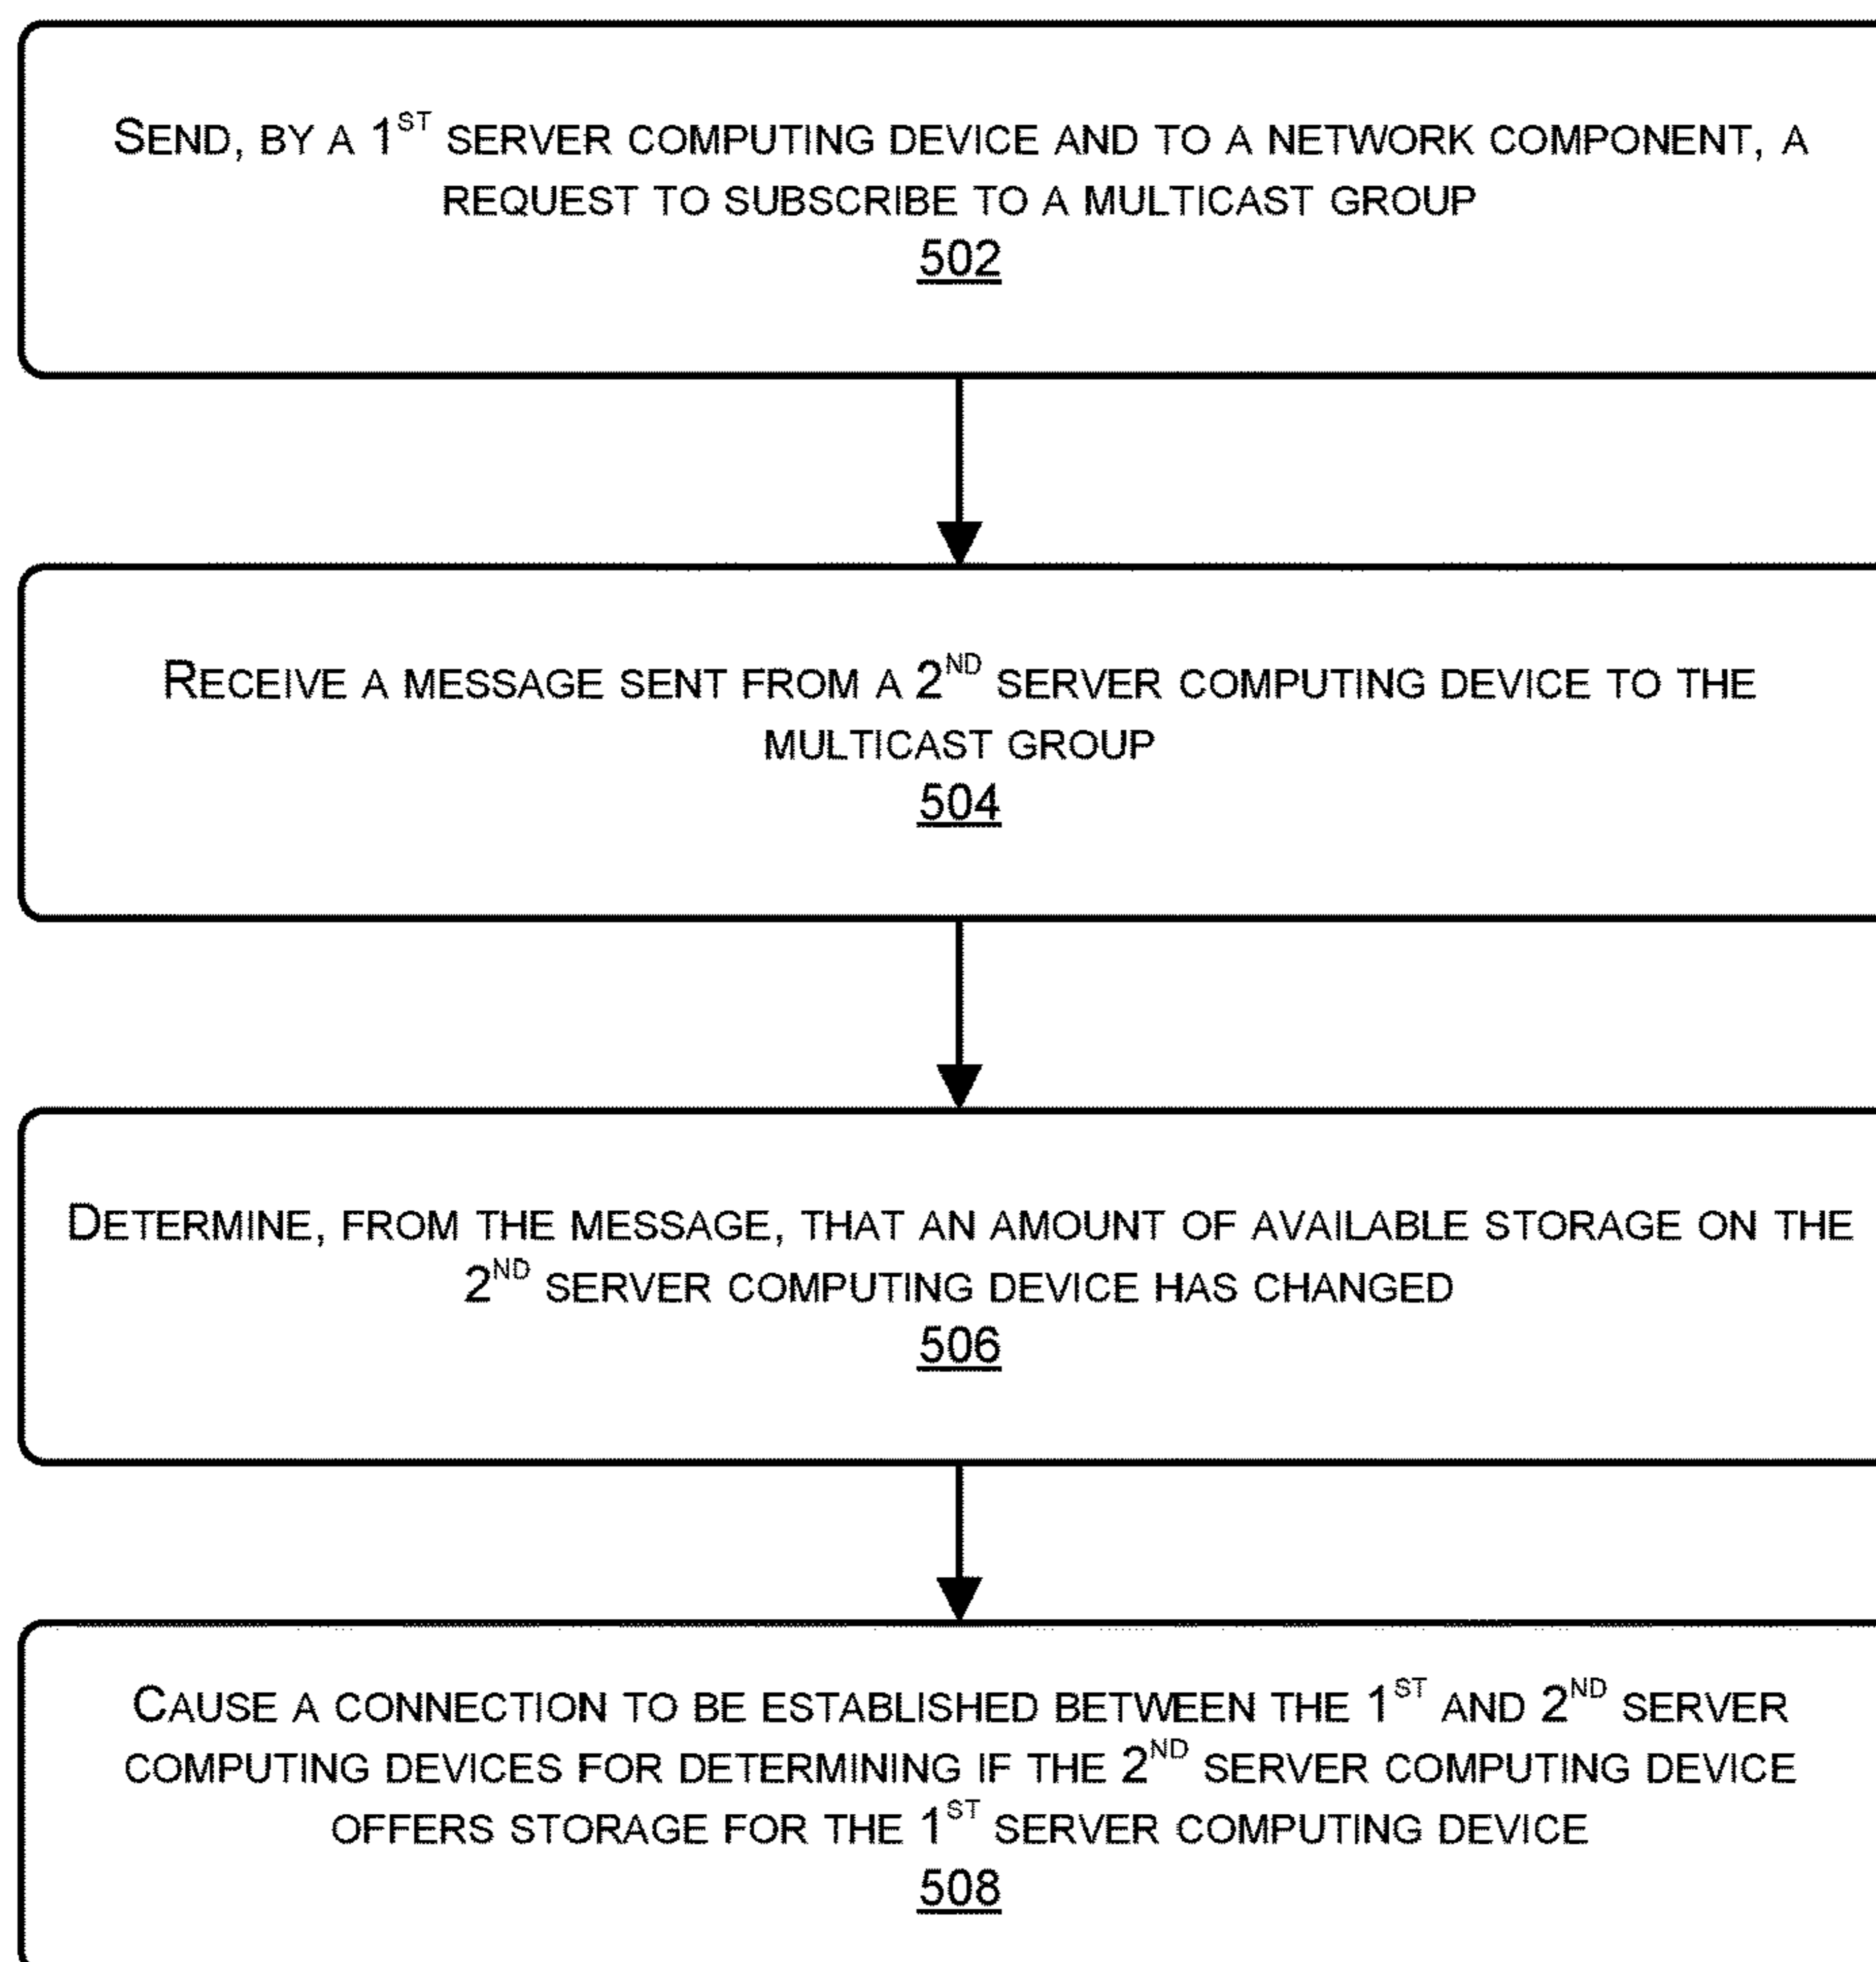 SEND, BY A 1ST SERVER COMPUTING DEVICE AND TO A NETWORK COMPONENT, A
REQUEST TO SUBSCRIBE TO A MULTICAST GROUP
502
RECEIVE A MESSAGE SENT FROM A 2ND SERVER COMPUTING DEVICE TO THE
MULTICAST GROUP
504
DETERMINE, FROM THE MESSAGE, THAT AN AMOUNT OF AVAILABLE STORAGE ON THE
2ND SERVER COMPUTING DEVICE HAS CHANGED
506
CAUSE A CONNECTION TO BE ESTABLISHED BETWEEN THE 1ST AND 2ND SERVER
COMPUTING DEVICES FOR DETERMINING IF THE 2ND SERVER COMPUTING DEVICE
OFFERS STORAGE FOR THE 1ST SERVER COMPUTING DEVICE
508